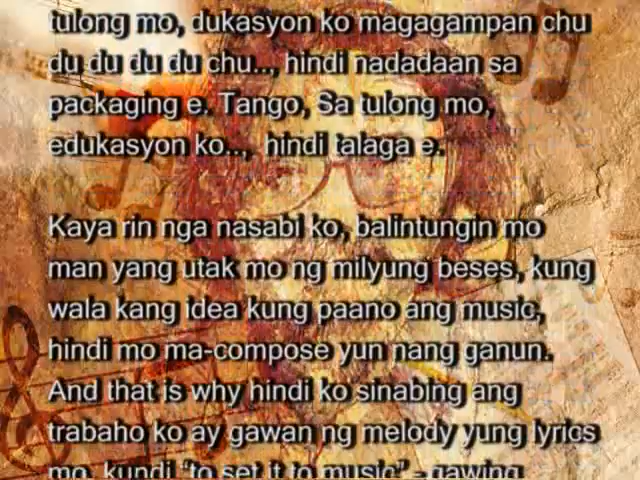 tulong mo, dukasyon ko magagampan chu
du du du du chu.., hindi nadadaan sa
packaging e. Tango, Sa tulong mo,
edukasyon ko..,  hindi talaga e.
Kaya rin nga nasabi ko, balintungin mo
man yang utak mo ng milyung beses, kung
wala kang idea kung paano ang music,
hindi mo ma-compose yun nang ganun.
And that is why hindi ko sinabing ang
trabaho ko ay gawan ng melody yung lyrics
mo, kundi “to set it to music” - gawing